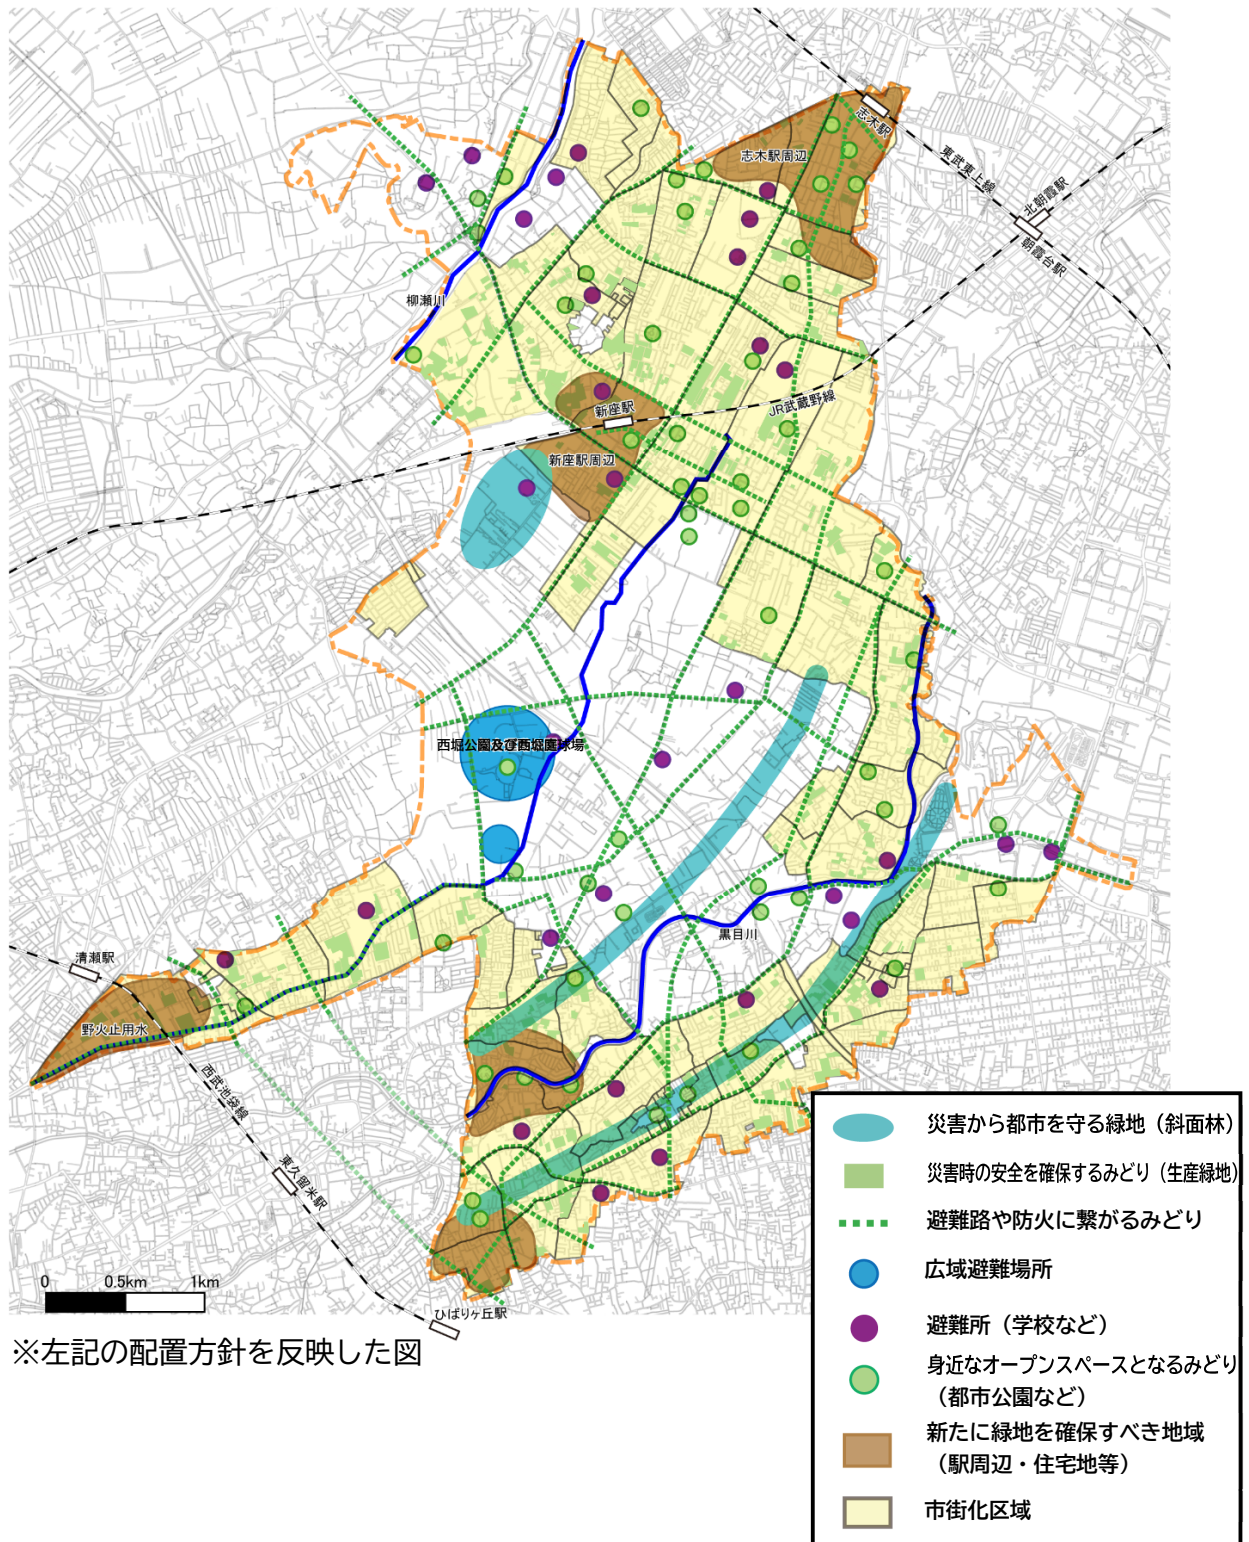 志木駅
志木駅周辺
東武東上線
北朝霞駅
朝霞台駅
柳瀬川
新座駅
JR武蔵野線
新座駅周辺
西堀公園及び西堀庭球場
黒目川
清瀬駅
野火止用水
西武池袋線
東久留米駅
ひばりヶ丘駅
0 0.5km 1km
※左記の配置方針を反映した図
災害から都市を守る緑地（斜面林）
災害時の安全を確保するみどり（生産緑地）
避難路や防火に繋がるみどり
広域避難場所
避難所（学校など）
身近なオープンスペースとなるみどり
（都市公園など）
新たに緑地を確保すべき地域
（駅周辺・住宅地等）
市街化区域